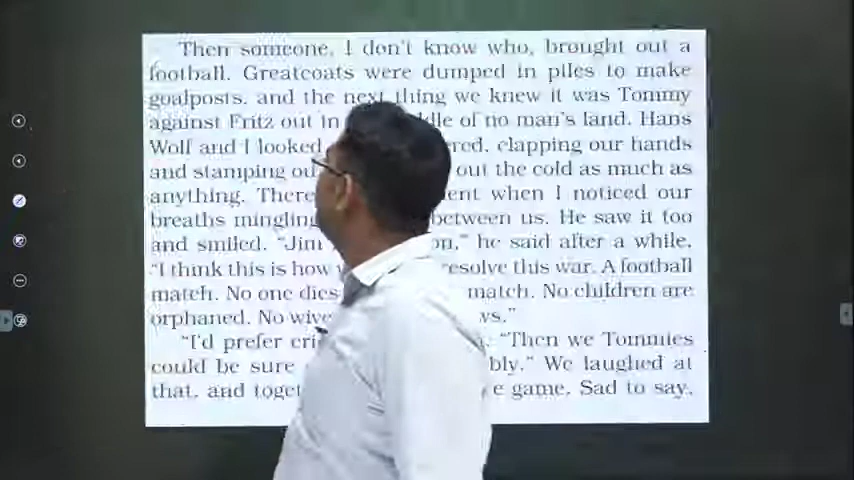 Then someone, I don't know who, brought out a
football. Greatcoats were dumped in piles to make
goalposts, and the next thing we knew it was Tommy
against Fritz out in ddle of no man's land. Hans
Wolf and I looked ered, clapping our hands
and stamping ou out the cold as much as
anything. There ent when I noticed our
breaths mingling between us. He saw it too
and smiled. “Jim on,” he said after a while,
“I think this is how resolve this war. A football
match. No one dies match. No children are
orphaned. No wive ws.”
“I'd prefer cri “Then we Tommies
could be sure bly.” We laughed at
that, and toget e game. Sad to say,